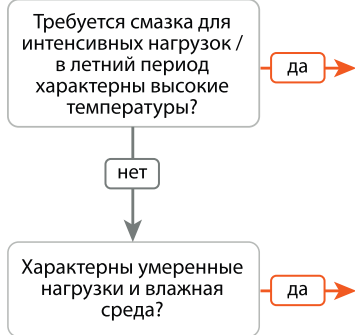 Требуется смазка для
интенсивных нагрузок /
в летний период
характерны высокие
температуры?
да
нет
Характерны умеренные
нагрузки и влажная
среда?
да